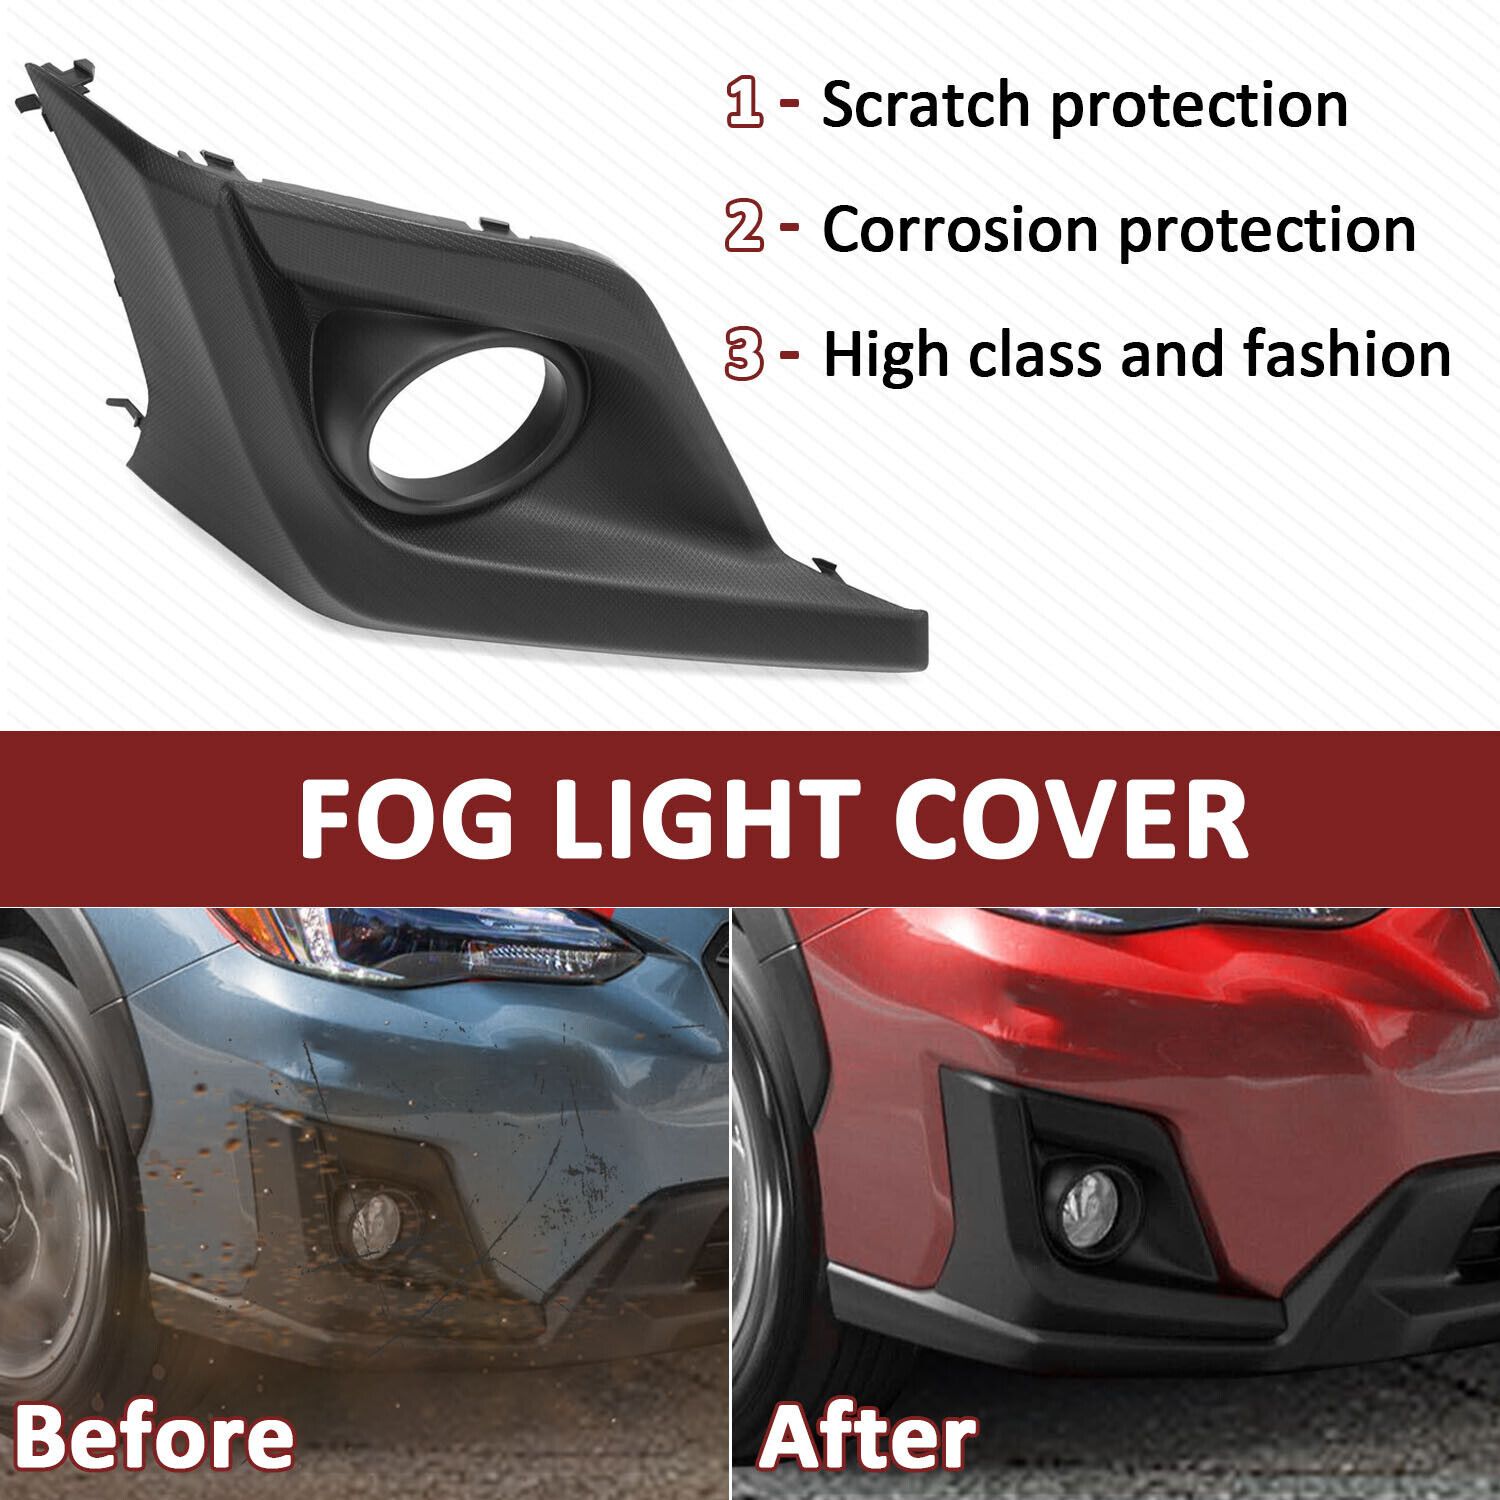 1 - Scratch protection
2 - Corrosion protection
3 - High class and fashion
FOG LIGHT COVER
Before
After